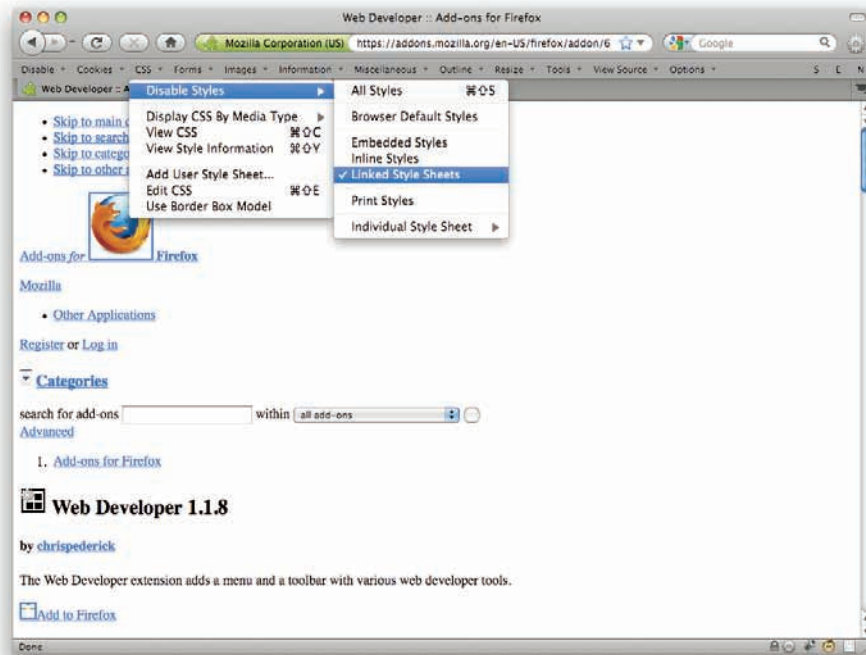 Web Developer :: Add-ons for Firefox
Mozilla Corporation (US) https://addons.mozilla.org/en-US/firefox/addon/6 Google
Disable Cookies CSS Forms Images Information Miscellaneous Outline Resize Tools View Source Options
Web Developer :: A
Disable Styles
Display CSS By Media Type
View CSS ⌘⇧C
View Style Information ⌘⇧Y
Add User Style Sheet...
Edit CSS ⌘⇧E
Use Border Box Model
All Styles ⌘⇧S
Browser Default Styles
Embedded Styles
Inline Styles
✓ Linked Style Sheets
Print Styles
Individual Style Sheet
• Skip to main
• Skip to search
• Skip to catego
• Skip to other
Add-ons for Firefox
Mozilla
• Other Applications
Register or Log in
Categories
search for add-ons within all add-ons
Advanced
1. Add-ons for Firefox
Web Developer 1.1.8
by chrispederick
The Web Developer extension adds a menu and a toolbar with various web developer tools.
Add to Firefox
Done